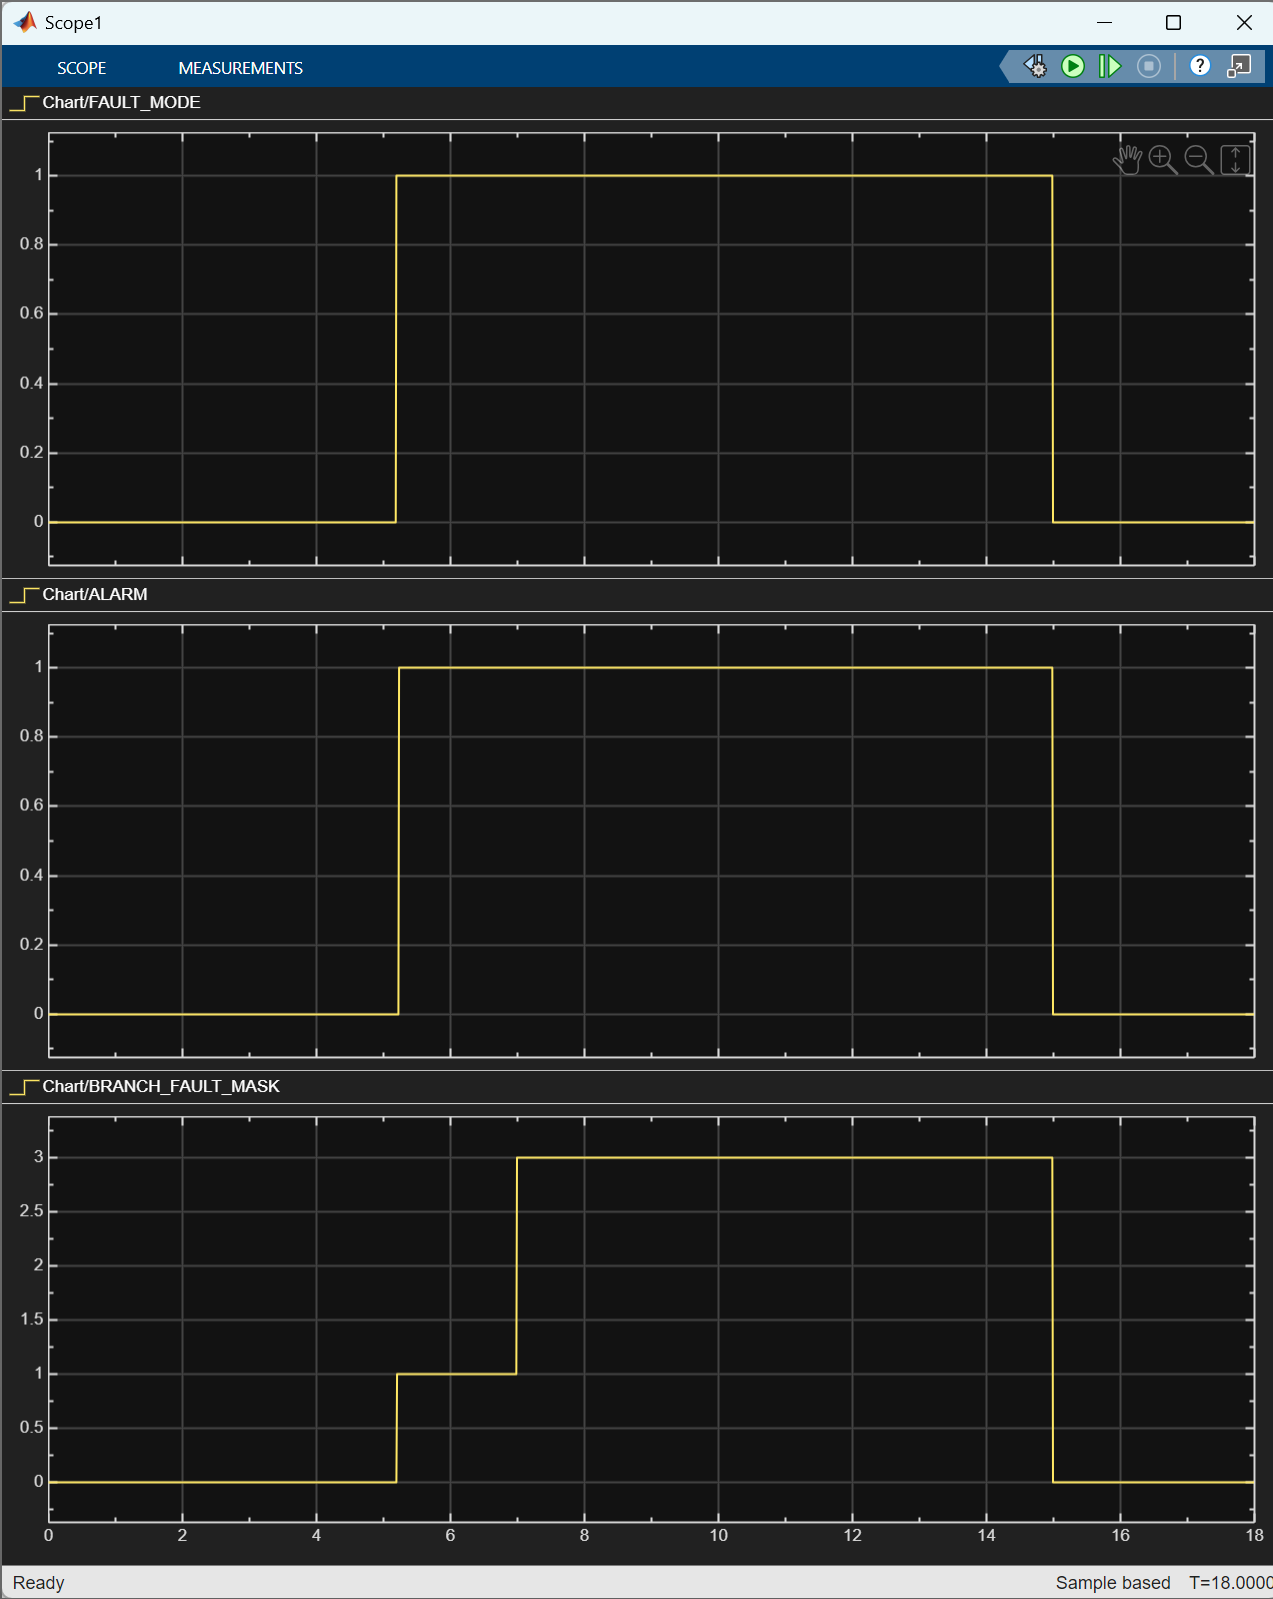 Scope1
SCOPE MEASUREMENTS ?
Chart/FAULT_MODE
1
0.8
0.6
0.4
0.2
0
Chart/ALARM
1
0.8
0.6
0.4
0.2
0
Chart/BRANCH_FAULT_MASK
3
2.5
2
1.5
1
0.5
0
0 2 4 6 8 10 12 14 16 18
Ready Sample based T=18.0000